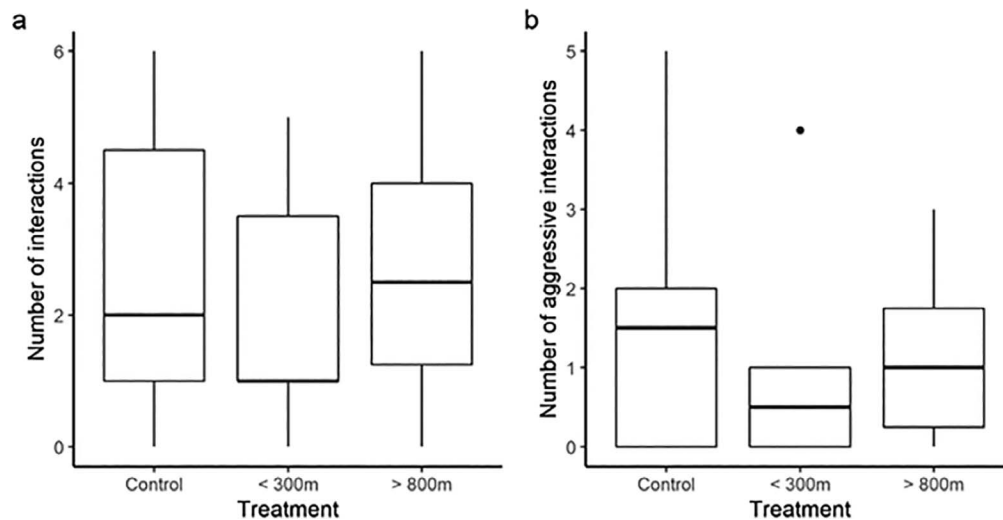 a
Number of interactions
6
4
2
0
Control
< 300m
> 800m
Treatment
b
Number of aggressive interactions
5
4
3
2
1
0
Control
< 300m
> 800m
Treatment